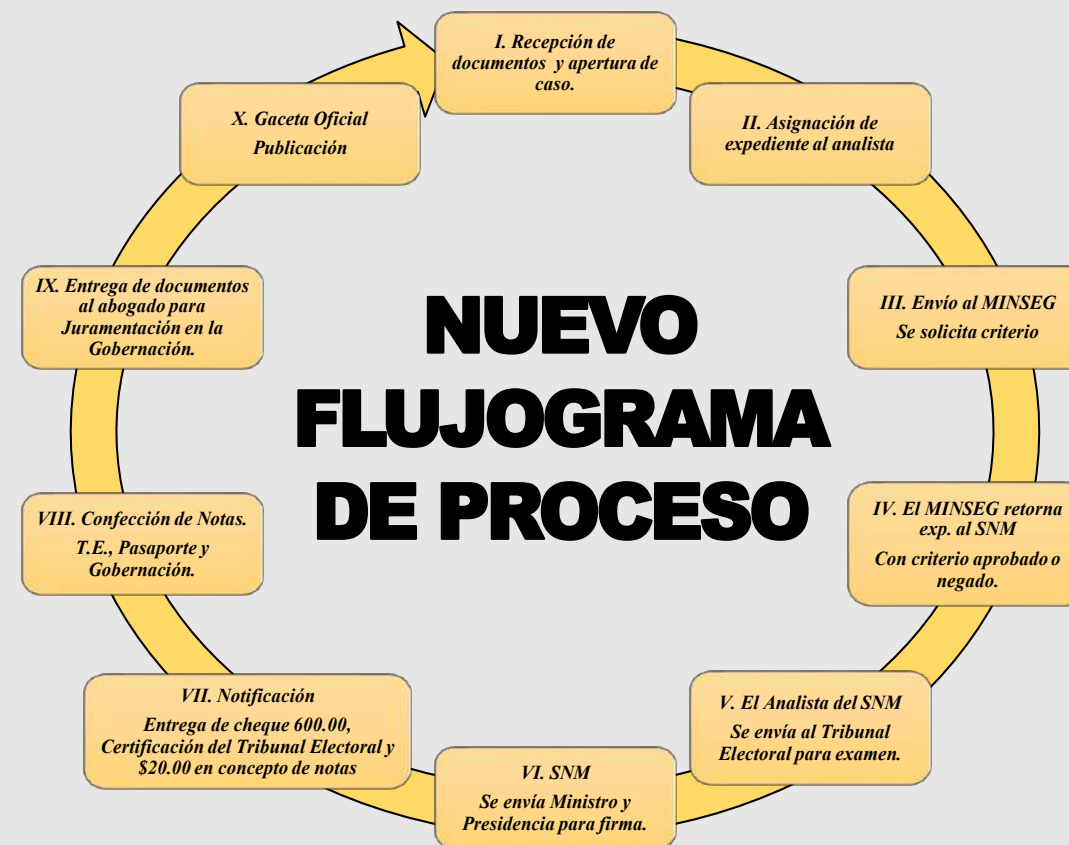 I. Recepción de
documentos y apertura de
caso.
II. Asignación de
expediente al analista
III. Envío al MINSEG
Se solicita criterio
IV. El MINSEG retorna
exp. al SNM
Con criterio aprobado o
negado.
V. El Analista del SNM
Se envía al Tribunal
Electoral para examen.
VI. SNM
Se envía Ministro y
Presidencia para firma.
VII. Notificación
Entrega de cheque 600.00,
Certificación del Tribunal Electoral y
$20.00 en concepto de notas
VIII. Confección de Notas.
T.E., Pasaporte y
Gobernación.
IX. Entrega de documentos
al abogado para
Juramentación en la
Gobernación.
X. Gaceta Oficial
Publicación
NUEVO
FLUJOGRAMA
DE PROCESO